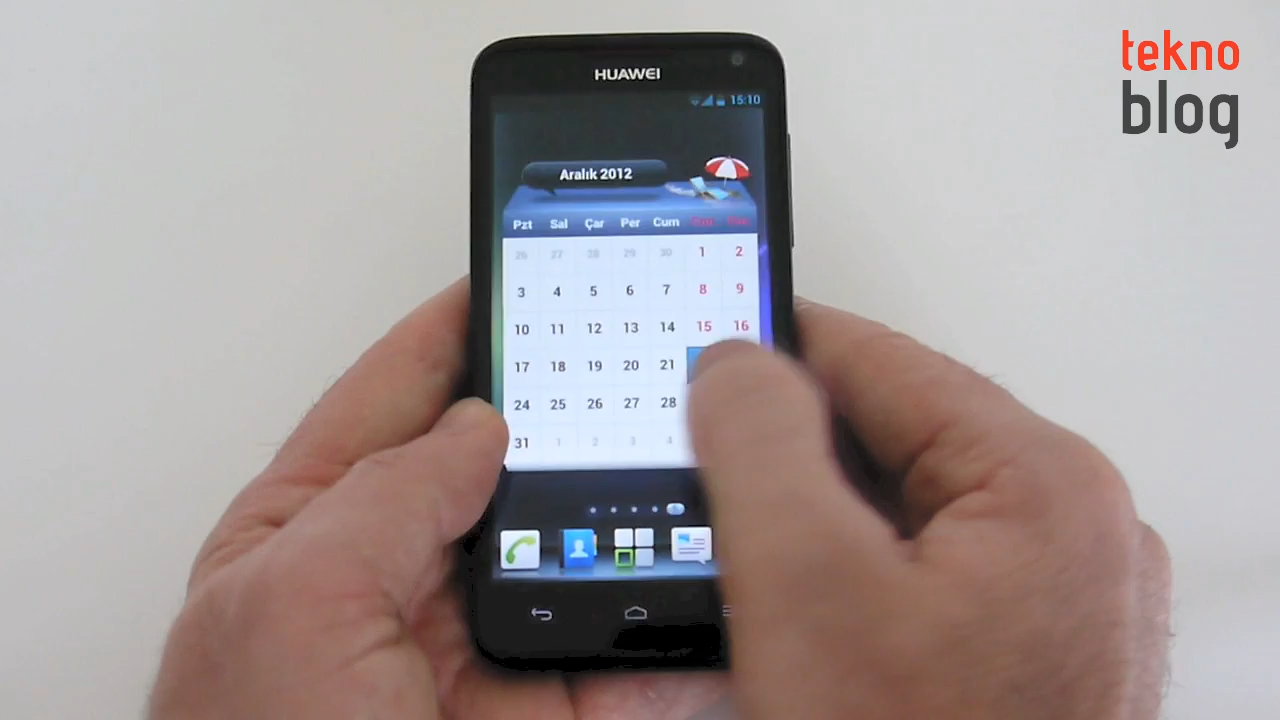 tekno
blog
HUAWEI
15:10
Aralık 2012
Pzt Sal Çar Per Cum
26 27 28 29 30 1 2
3 4 5 6 7 8 9
10 11 12 13 14 15 16
17 18 19 20 21
24 25 26 27 28
31 1 2 3 4